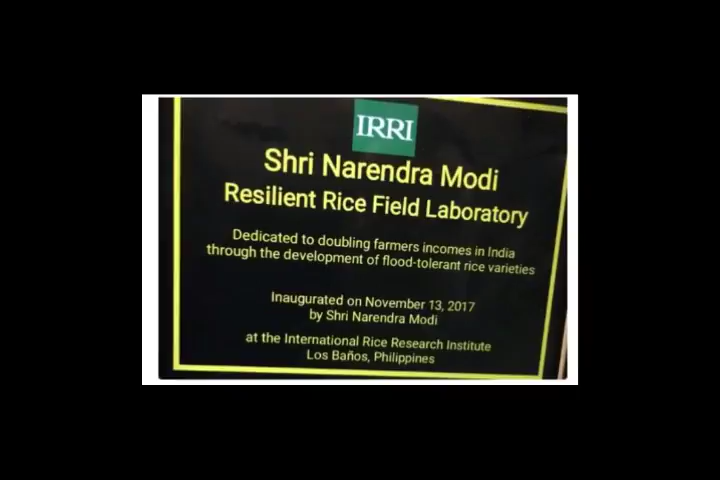 IRRI
Shri Narendra Modi
Resilient Rice Field Laboratory
Dedicated to doubling farmers incomes in India
through the development of flood-tolerant rice varieties
Inaugurated on November 13, 2017
by Shri Narendra Modi
at the International Rice Research Institute
Los Baños, Philippines